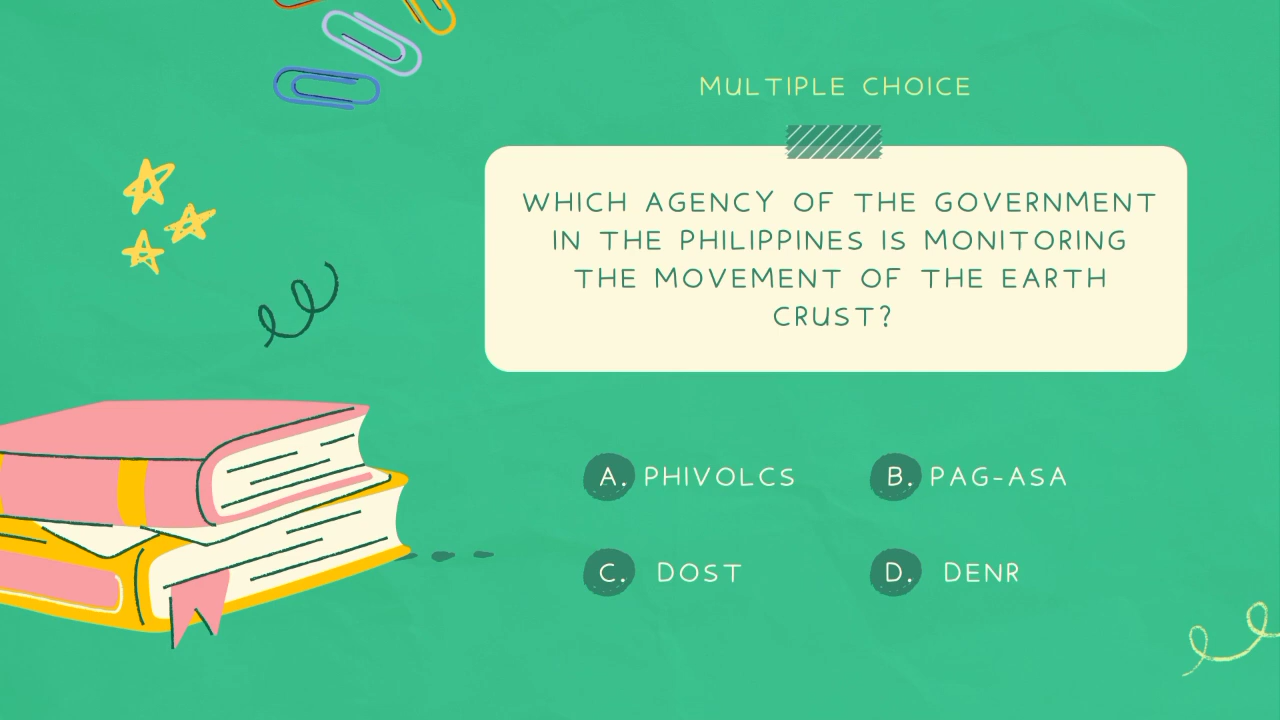 MULTIPLE CHOICE
WHICH AGENCY OF THE GOVERNMENT
IN THE PHILIPPINES IS MONITORING
THE MOVEMENT OF THE EARTH
CRUST?
A. PHIVOLCS
B. PAG-ASA
C. DOST
D. DENR